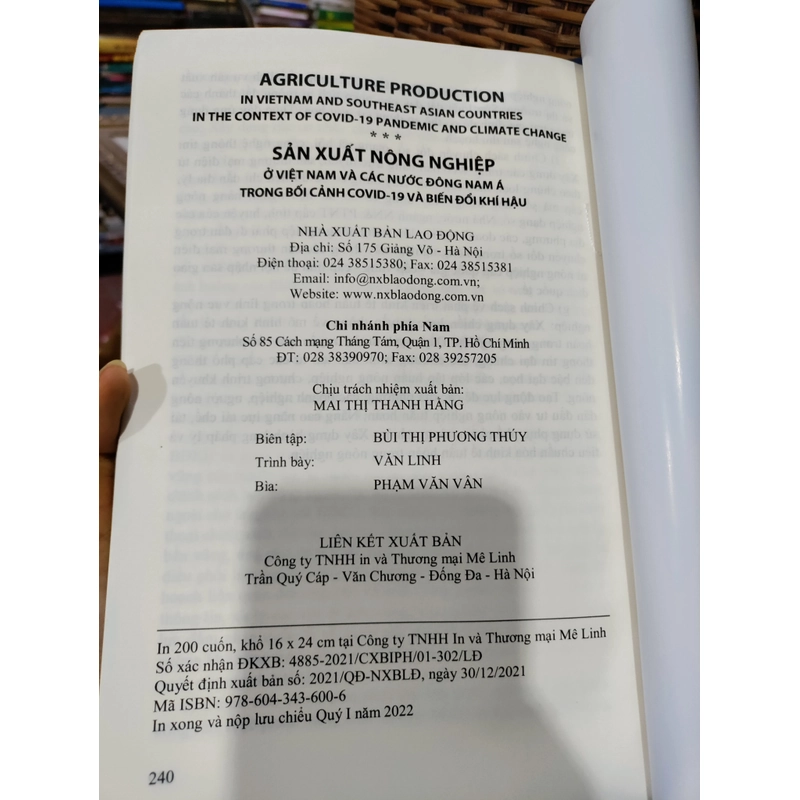 AGRICULTURE PRODUCTION
IN VIETNAM AND SOUTHEAST ASIAN COUNTRIES
IN THE CONTEXT OF COVID-19 PANDEMIC AND CLIMATE CHANGE
* * *
SẢN XUẤT NÔNG NGHIỆP
Ở VIỆT NAM VÀ CÁC NƯỚC ĐÔNG NAM Á
TRONG BỐI CẢNH COVID-19 VÀ BIẾN ĐỔI KHÍ HẬU
NHÀ XUẤT BẢN LAO ĐỘNG
Địa chỉ: Số 175 Giảng Võ - Hà Nội
Điện thoại: 024 38515380; Fax: 024 38515381
Email: info@nxblaodong.com.vn;
Website: www.nxblaodong.com.vn
Chi nhánh phía Nam
Số 85 Cách mạng Tháng Tám, Quận 1, TP. Hồ Chí Minh
ĐT: 028 38390970; Fax: 028 39257205
Chịu trách nhiệm xuất bản:
MAI THỊ THANH HẰNG
Biên tập: BÙI THỊ PHƯƠNG THÚY
Trình bày: VĂN LINH
Bìa: PHẠM VĂN VÂN
LIÊN KẾT XUẤT BẢN
Công ty TNHH in và Thương mại Mê Linh
Trần Quý Cáp - Văn Chương - Đống Đa - Hà Nội
In 200 cuốn, khổ 16 x 24 cm tại Công ty TNHH In và Thương mại Mê Linh
Số xác nhận ĐKXB: 4885-2021/CXBIPH/01-302/LĐ
Quyết định xuất bản số: 2021/QĐ-NXBLĐ, ngày 30/12/2021
Mã ISBN: 978-604-343-600-6
In xong và nộp lưu chiểu Quý I năm 2022
240